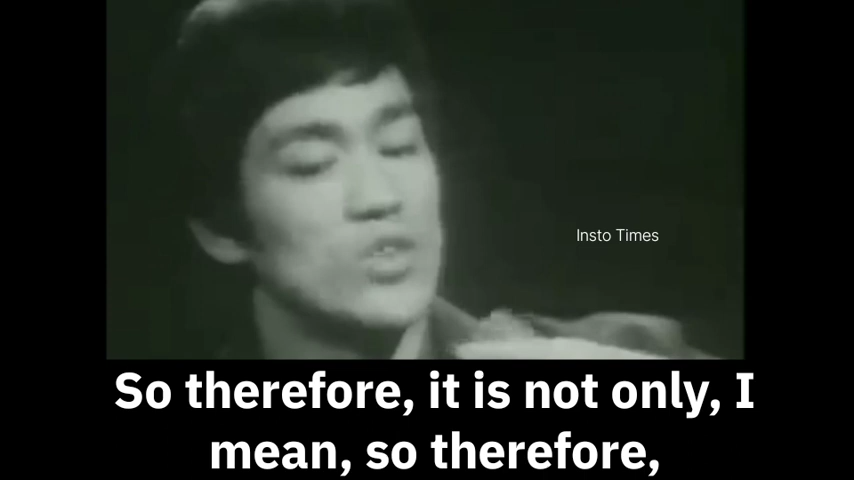 Insto Times
So therefore, it is not only, I
mean, so therefore,